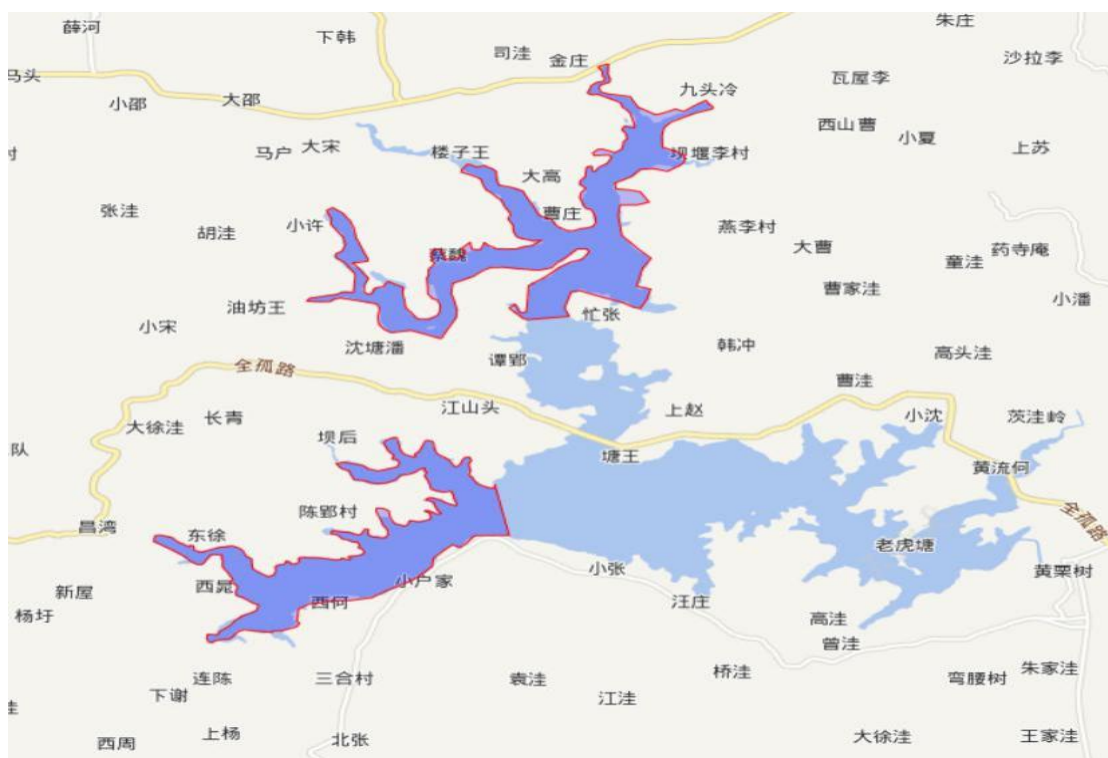 朱庄
薛河
下韩
司洼
金庄
沙拉李
马头
九头冷
瓦屋李
小邵
大邵
西山曹
小夏
马户
大宋
楼子王
坝堰李村
上苏
村
大高
张洼
小许
曹庄
胡洼
燕李村
大曹
药寺庵
蔡魏
童洼
曹家洼
小潘
油坊王
忙张
小宋
沈塘潘
谭郢
韩冲
高头洼
全孤路
曹洼
江山头
上赵
小沈
茨洼岭
长青
大徐洼
坝后
队
塘王
黄流何
陈郢村
全孤路
昌湾
东徐
老虎塘
小张
黄栗树
小户家
新屋
西晁
西何
汪庄
杨圩
高洼
曾洼
连陈
三合村
袁洼
桥洼
朱家洼
弯腰树
下谢
江洼
洼
上杨
西周
北张
大徐洼
王家洼